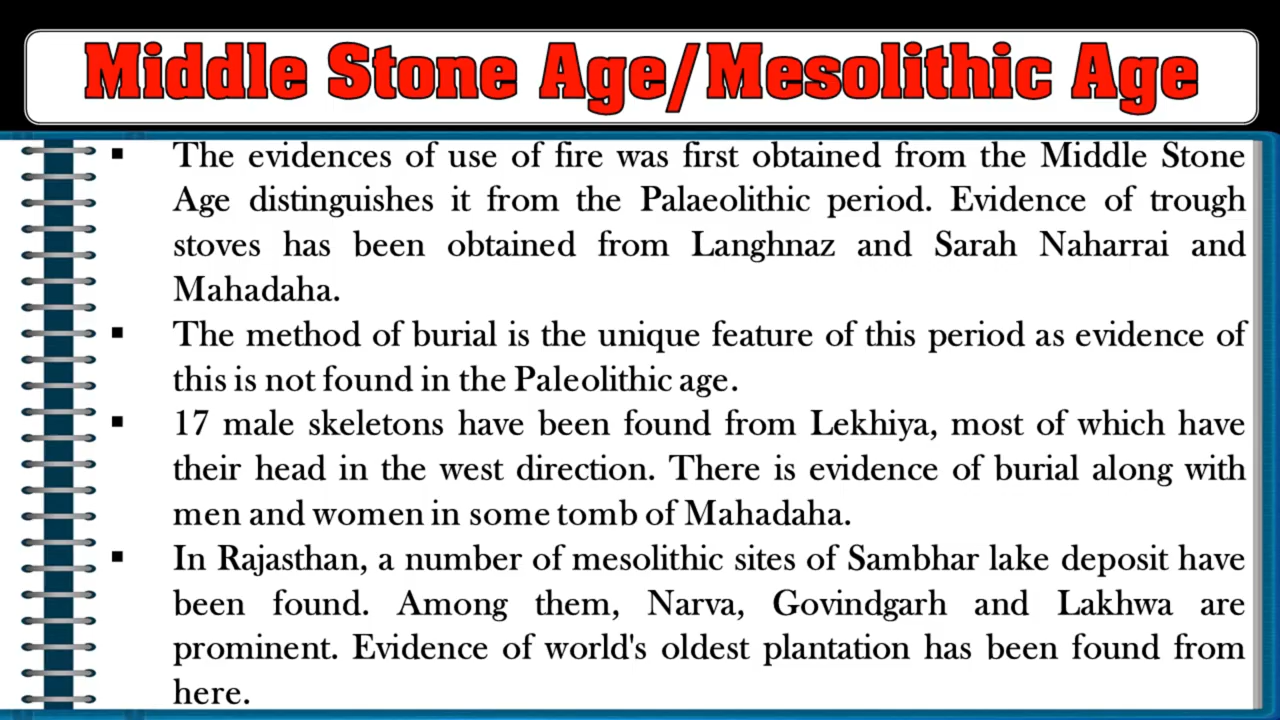 Middle Stone Age/Mesolithic Age
▪ The evidences of use of fire was first obtained from the Middle Stone
Age distinguishes it from the Palaeolithic period. Evidence of trough
stoves has been obtained from Langhnaz and Sarah Naharrai and
Mahadaha.
▪ The method of burial is the unique feature of this period as evidence of
this is not found in the Paleolithic age.
▪ 17 male skeletons have been found from Lekhiya, most of which have
their head in the west direction. There is evidence of burial along with
men and women in some tomb of Mahadaha.
▪ In Rajasthan, a number of mesolithic sites of Sambhar lake deposit have
been found. Among them, Narva, Govindgarh and Lakhwa are
prominent. Evidence of world's oldest plantation has been found from
here.